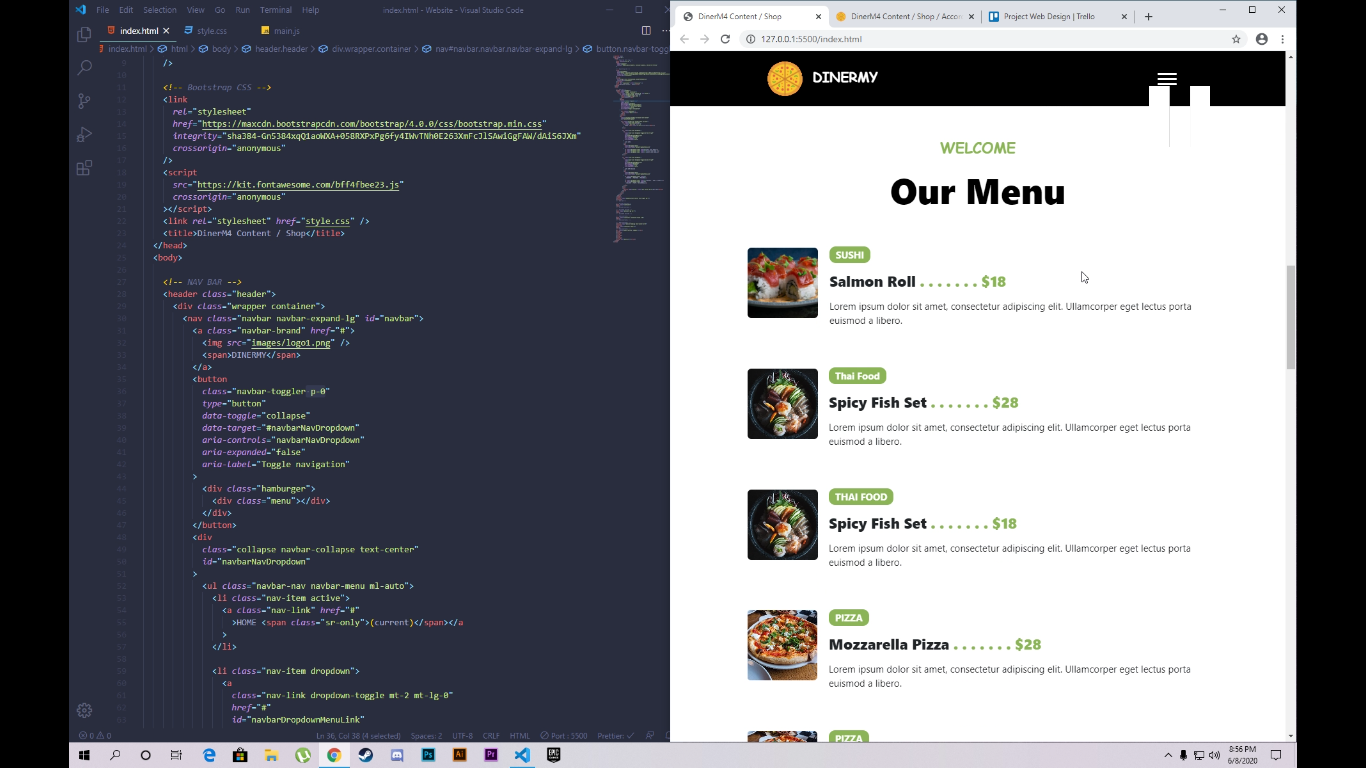 File Edit Selection View Go Run Terminal Help
index.html - Website - Visual Studio Code
index.html style.css main.js
index.html > html > body > header.header > div.wrapper.container > nav#navbar.navbar.navbar-expand-lg > button.navbar-togg
/>
<!-- Bootstrap CSS -->
<link
rel="stylesheet"
href="https://maxcdn.bootstrapcdn.com/bootstrap/4.0.0/css/bootstrap.min.css"
crossorigin="anonymous"
/>
<script
src="https://kit.fontawesome.com/bff4fbee23.js"
crossorigin="anonymous"
></script>
<link rel="stylesheet" href="style.css" />
<title>DinerM4 Content / Shop</title>
</head>
<body>
<!-- NAV BAR -->
<header class="header">
<div class="wrapper container">
<nav class="navbar navbar-expand-lg" id="navbar">
<a class="navbar-brand" href="#">
<img src="images/logo1.png" />
<span>DINERMY</span>
</a>
<button
class="navbar-toggler p-0"
type="button"
data-toggle="collapse"
data-target="#navbarNavDropdown"
aria-controls="navbarNavDropdown"
aria-expanded="false"
aria-label="Toggle navigation"
>
<div class="hamburger">
<div class="menu"></div>
</div>
</button>
<div
class="collapse navbar-collapse text-center"
id="navbarNavDropdown"
>
<ul class="navbar-nav navbar-menu ml-auto">
<li class="nav-item active">
<a class="nav-link" href="#"
>HOME <span class="sr-only">(current)</span></a
>
</li>
<li class="nav-item dropdown">
<a
class="nav-link dropdown-toggle mt-2 mt-lg-0"
href="#"
id="navbarDropdownMenuLink"
0 0
Ln 36, Col 38 (4 selected) Spaces: 2 UTF-8 CRLF HTML Port : 5500 Prettier: ✓
DinerM4 Content / Shop
DinerM4 Content / Shop / Accor
Project Web Design | Trello
127.0.0.1:5500/index.html
DINERMY
WELCOME
Our Menu
SUSHI
Salmon Roll . . . . . . . $18
Lorem ipsum dolor sit amet, consectetur adipiscing elit. Ullamcorper eget lectus porta
euismod a libero.
Thai Food
Spicy Fish Set . . . . . . . $28
Lorem ipsum dolor sit amet, consectetur adipiscing elit. Ullamcorper eget lectus porta
euismod a libero.
THAI FOOD
Spicy Fish Set . . . . . . . $18
Lorem ipsum dolor sit amet, consectetur adipiscing elit. Ullamcorper eget lectus porta
euismod a libero.
PIZZA
Mozzarella Pizza . . . . . . . $28
Lorem ipsum dolor sit amet, consectetur adipiscing elit. Ullamcorper eget lectus porta
euismod a libero.
PIZZA
8:56 PM
6/8/2020